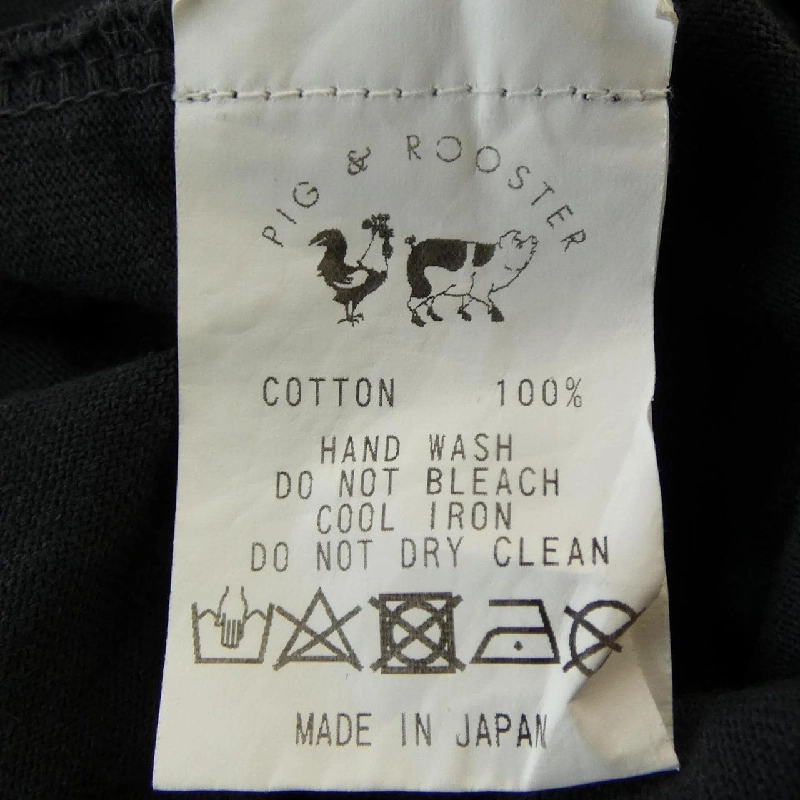 PIG & ROOSTER
COTTON 100%
HAND WASH
DO NOT BLEACH
COOL IRON
DO NOT DRY CLEAN
MADE IN JAPAN